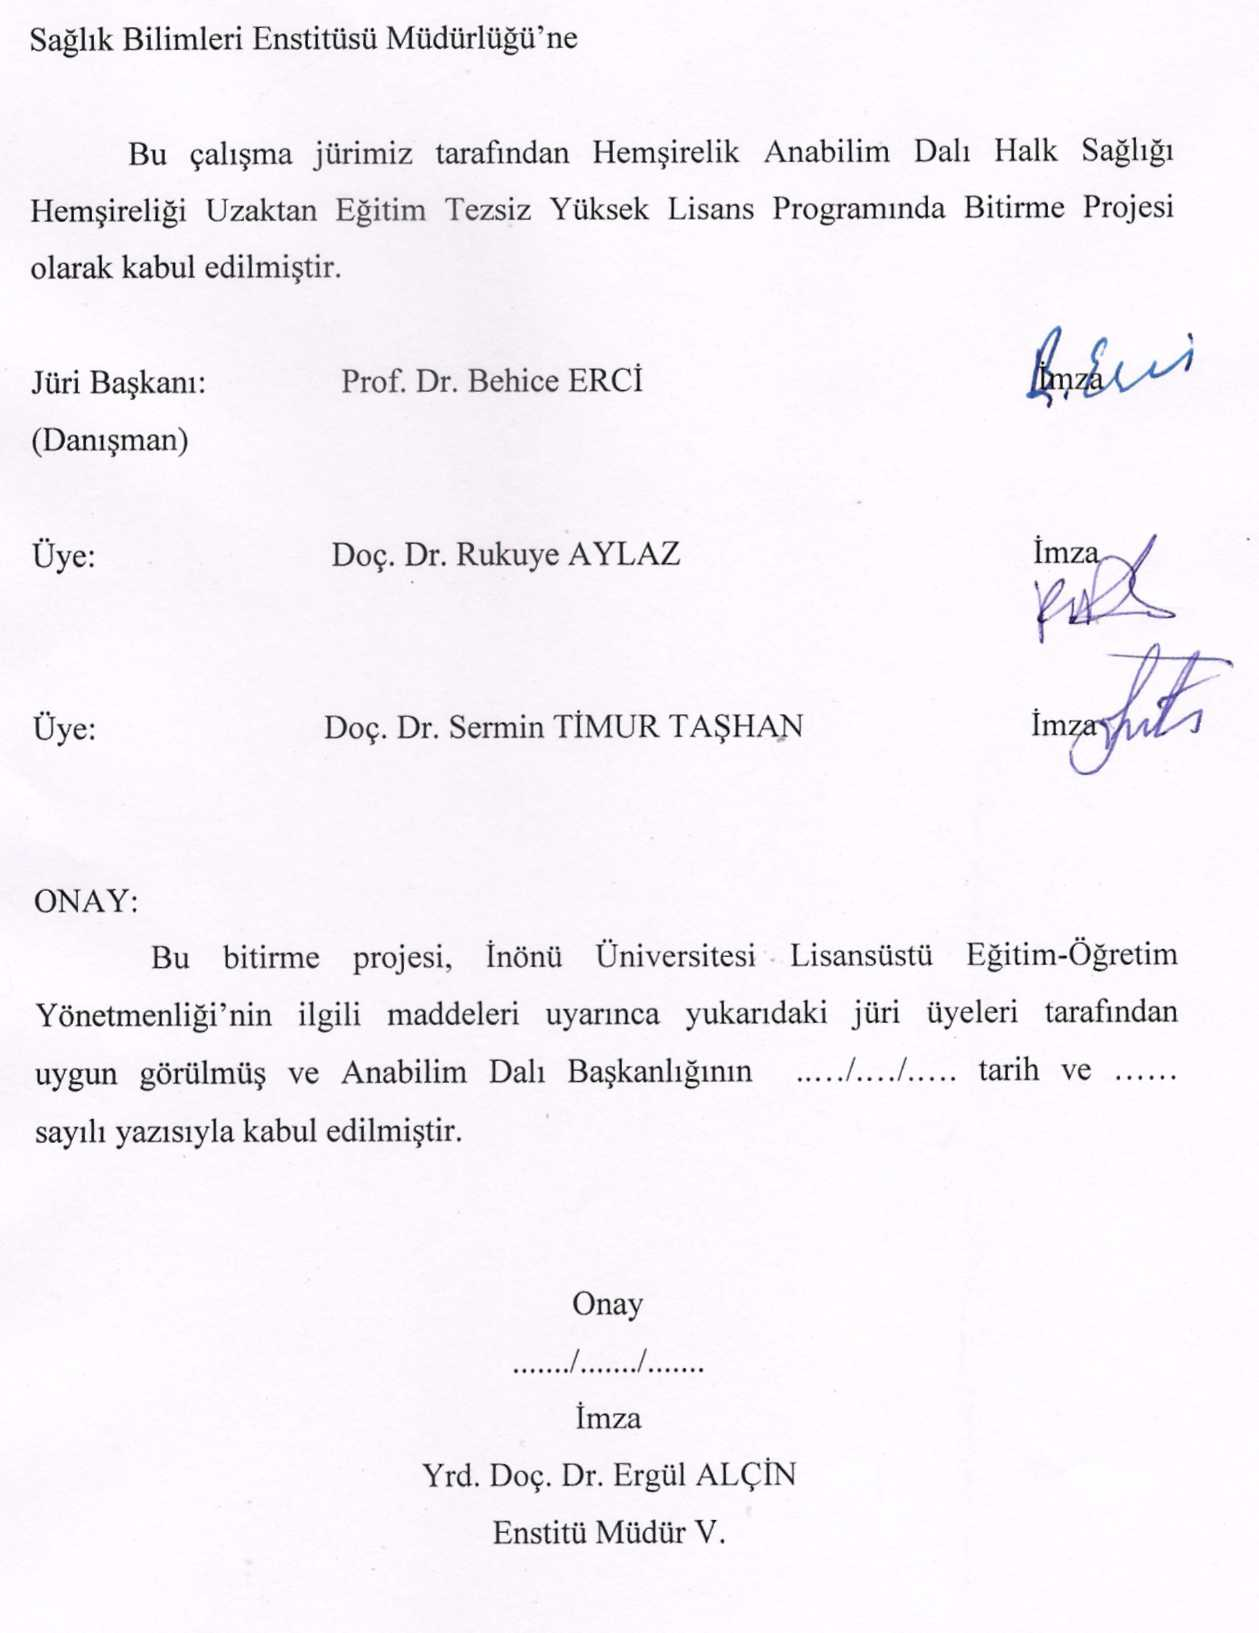 Sağlık Bilimleri Enstitüsü Müdürlüğü’ne
Bu çalışma jürimiz tarafından Hemşirelik Anabilim Dalı Halk Sağlığı
Hemşireliği Uzaktan Eğitim Tezsiz Yüksek Lisans Programında Bitirme Projesi
olarak kabul edilmiştir.
Jüri Başkanı: Prof. Dr. Behice ERCİ İmza
(Danışman)
Üye: Doç. Dr. Rukuye AYLAZ İmza
Üye: Doç. Dr. Sermin TİMUR TAŞHAN İmza
ONAY:
Bu bitirme projesi, İnönü Üniversitesi Lisansüstü Eğitim-Öğretim
Yönetmenliği’nin ilgili maddeleri uyarınca yukarıdaki jüri üyeleri tarafından
uygun görülmüş ve Anabilim Dalı Başkanlığının ...../..../..... tarih ve ......
sayılı yazısıyla kabul edilmiştir.
Onay
......./......./.......
İmza
Yrd. Doç. Dr. Ergül ALÇİN
Enstitü Müdür V.